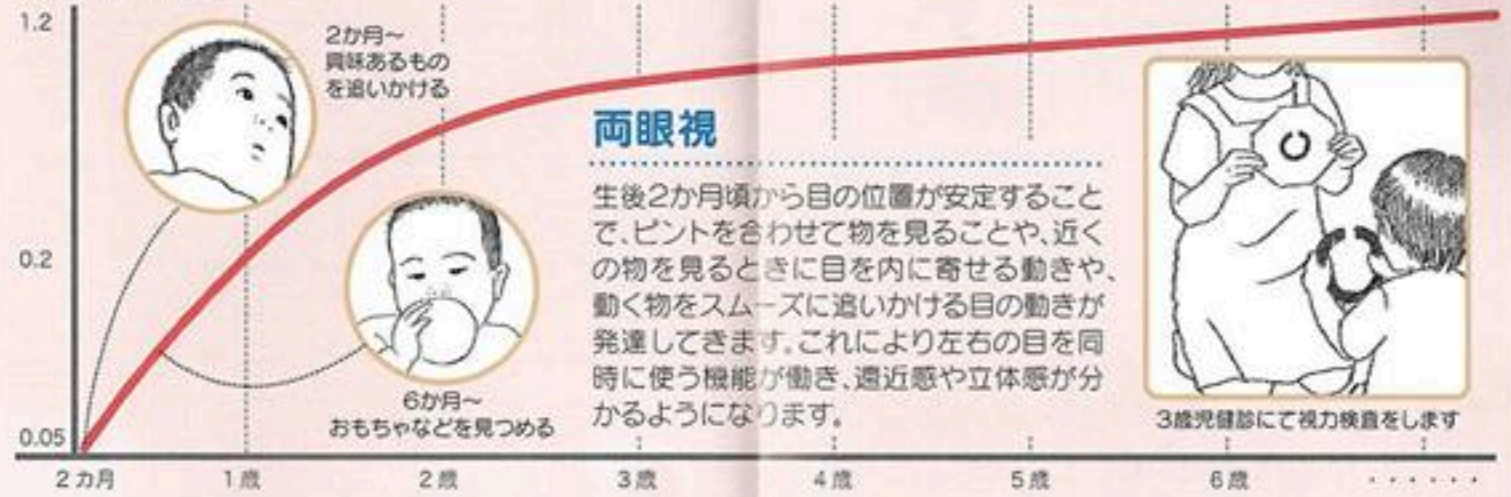 1.2
0.2
0.05
2か月～
興味あるもの
を追いかける
6か月～
おもちゃなどを見つめる
両眼視
生後2か月頃から目の位置が安定すること
で、ピントを合わせて物を見ることや、近く
の物を見るときに目を内に寄せる動きや、
動く物をスムーズに追いかける目の動きが
発達してきます。これにより左右の目を同
時に使う機能が働き、遠近感や立体感が分
かるようになります。
3歳児健診にて視力検査をします
2カ月 1歳 2歳 3歳 4歳 5歳 6歳 ‥‥‥